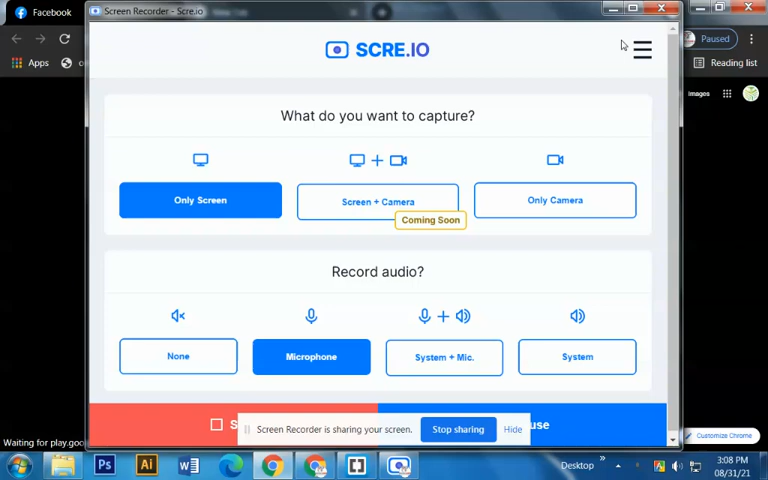 Facebook
Screen Recorder - Scre.io
Paused
Apps
Reading list
SCRE.IO
Images
What do you want to capture?
Only Screen
Screen + Camera
Only Camera
Coming Soon
Record audio?
None
Microphone
System + Mic.
System
Screen Recorder is sharing your screen.
Stop sharing
Hide
Customize Chrome
Waiting for play.goo
Ps
Ai
Desktop
3:08 PM
08/31/21